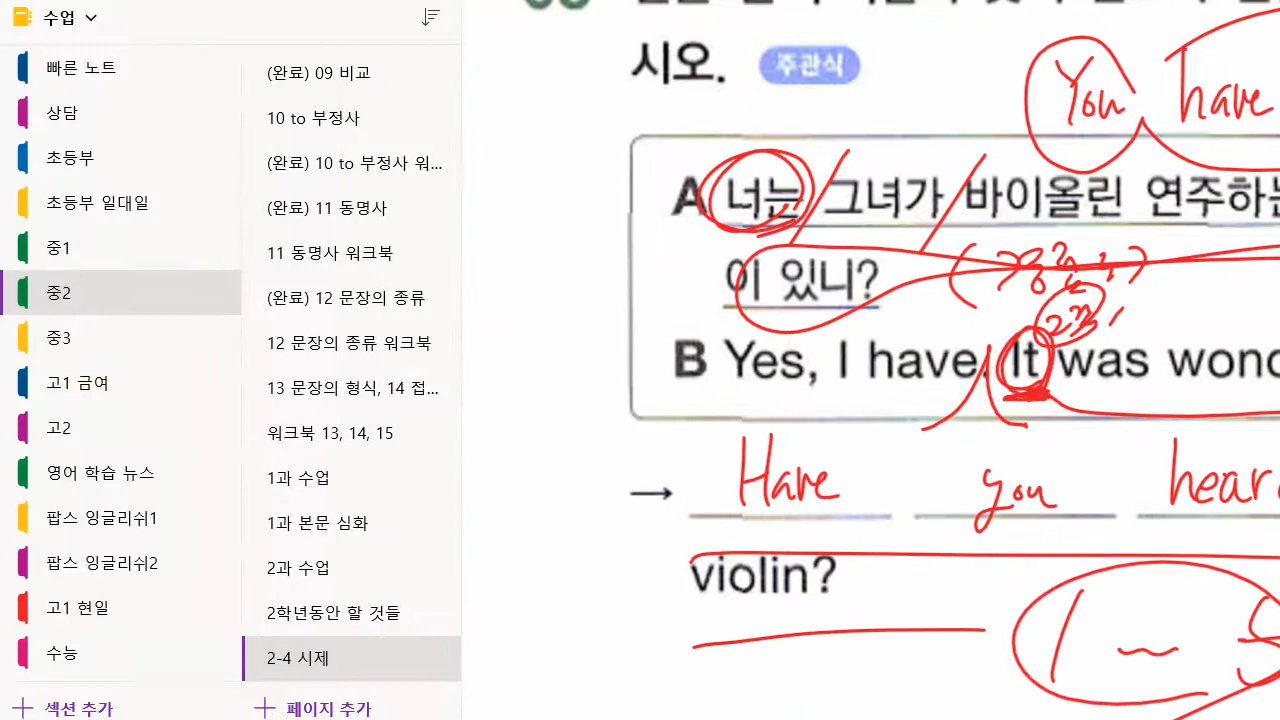 수업
빠른 노트
상담
초등부
초등부 일대일
중1
중2
중3
고1 금여
고2
영어 학습 뉴스
팝스 잉글리쉬1
팝스 잉글리쉬2
고1 현일
수능
섹션 추가
(완료) 09 비교
10 to 부정사
(완료) 10 to 부정사 워...
(완료) 11 동명사
11 동명사 워크북
(완료) 12 문장의 종류
12 문장의 종류 워크북
13 문장의 형식, 14 접...
워크북 13, 14, 15
1과 수업
1과 본문 심화
2과 수업
2학년동안 할 것들
2-4 시제
페이지 추가
시오. 주관식
You have
A 너는 그녀가 바이올린 연주하는
이 있니?
B Yes, I have. It was wond
→ Have you hear
violin?
1 ~ 5